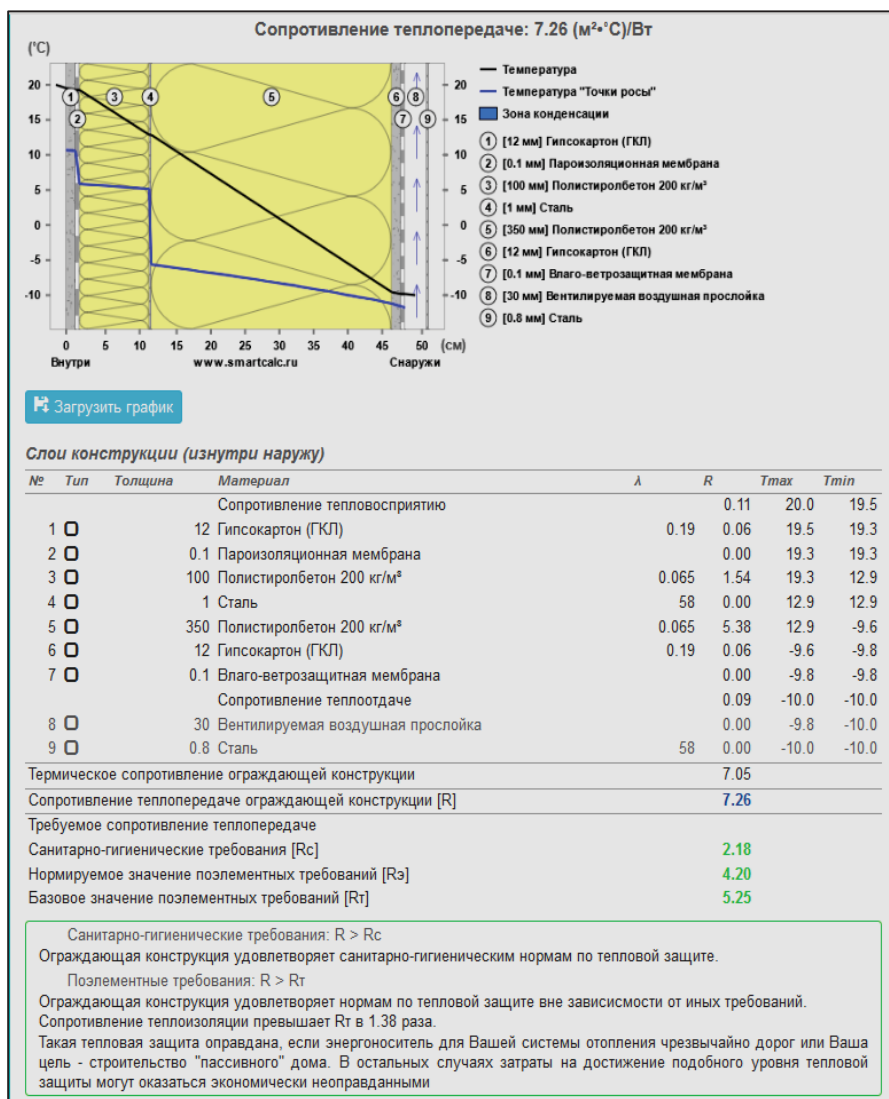 Сопротивление теплопередаче: 7.26 (м²•°С)/Вт
(°С)
20
15
10
5
0
-5
-10
20
15
10
5
0
-5
-10
1
2
3
4
5
6
7
8
9
0 5 10 15 20 25 30 35 40 45 50 (см)
Внутри www.smartcalc.ru Снаружи
Температура
Температура "Точки росы"
Зона конденсации
1 [12 мм] Гипсокартон (ГКЛ)
2 [0.1 мм] Пароизоляционная мембрана
3 [100 мм] Полистиролбетон 200 кг/м³
4 [1 мм] Сталь
5 [350 мм] Полистиролбетон 200 кг/м³
6 [12 мм] Гипсокартон (ГКЛ)
7 [0.1 мм] Влаго-ветрозащитная мембрана
8 [30 мм] Вентилируемая воздушная прослойка
9 [0.8 мм] Сталь
Загрузить график
Слои конструкции (изнутри наружу)
№ Тип Толщина Материал λ R Tmax Tmin
Сопротивление тепловосприятию 0.11 20.0 19.5
1 12 Гипсокартон (ГКЛ) 0.19 0.06 19.5 19.3
2 0.1 Пароизоляционная мембрана 0.00 19.3 19.3
3 100 Полистиролбетон 200 кг/м³ 0.065 1.54 19.3 12.9
4 1 Сталь 58 0.00 12.9 12.9
5 350 Полистиролбетон 200 кг/м³ 0.065 5.38 12.9 -9.6
6 12 Гипсокартон (ГКЛ) 0.19 0.06 -9.6 -9.8
7 0.1 Влаго-ветрозащитная мембрана 0.00 -9.8 -9.8
Сопротивление теплоотдаче 0.09 -10.0 -10.0
8 30 Вентилируемая воздушная прослойка 0.00 -9.8 -10.0
9 0.8 Сталь 58 0.00 -10.0 -10.0
Термическое сопротивление ограждающей конструкции 7.05
Сопротивление теплопередаче ограждающей конструкции [R] 7.26
Требуемое сопротивление теплопередаче
Санитарно-гигиенические требования [Rс] 2.18
Нормируемое значение поэлементных требований [Rэ] 4.20
Базовое значение поэлементных требований [Rт] 5.25
Санитарно-гигиенические требования: R > Rс
Ограждающая конструкция удовлетворяет санитарно-гигиеническим нормам по тепловой защите.
Поэлементные требования: R > Rт
Ограждающая конструкция удовлетворяет нормам по тепловой защите вне зависисмости от иных требований.
Сопротивление теплоизоляции превышает Rт в 1.38 раза.
Такая тепловая защита оправдана, если энергоноситель для Вашей системы отопления чрезвычайно дорог или Ваша
цель - строительство "пассивного" дома. В остальных случаях затраты на достижение подобного уровня тепловой
защиты могут оказаться экономически неоправданными